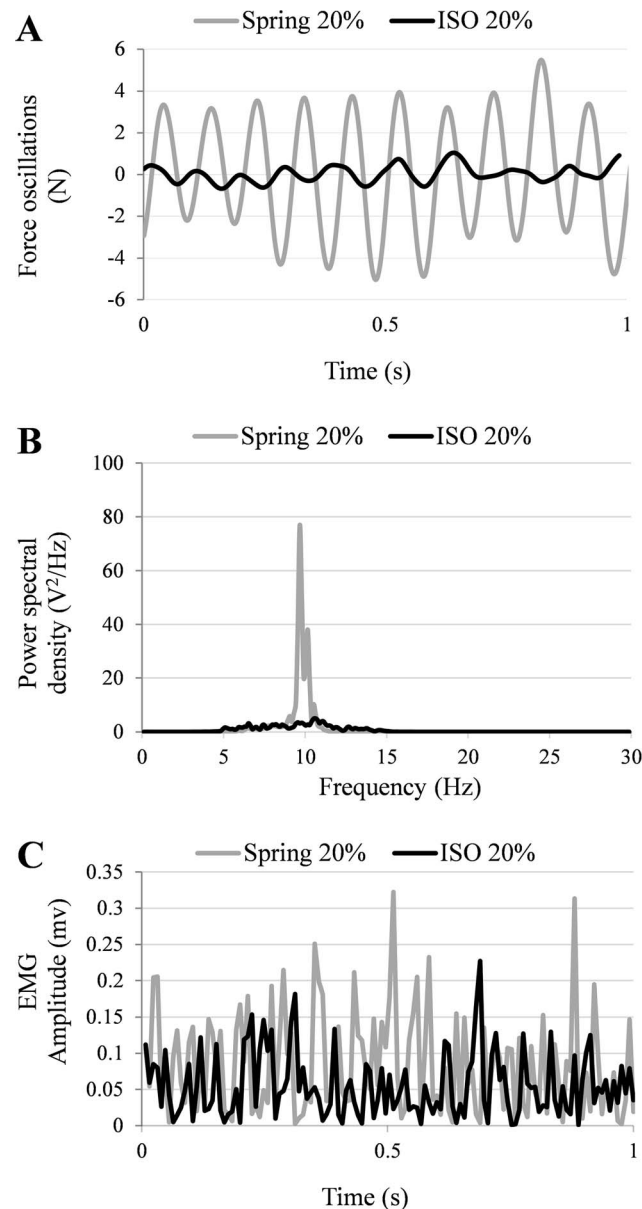 A
Spring 20% ISO 20%
6
4
2
0
-2
-4
-6
Force oscillations
(N)
0 0.5 1
Time (s)
B
Spring 20% ISO 20%
100
80
60
40
20
0
Power spectral
density (V²/Hz)
0 5 10 15 20 25 30
Frequency (Hz)
C
Spring 20% ISO 20%
0.35
0.3
0.25
0.2
0.15
0.1
0.05
0
EMG
Amplitude (mv)
0 0.5 1
Time (s)